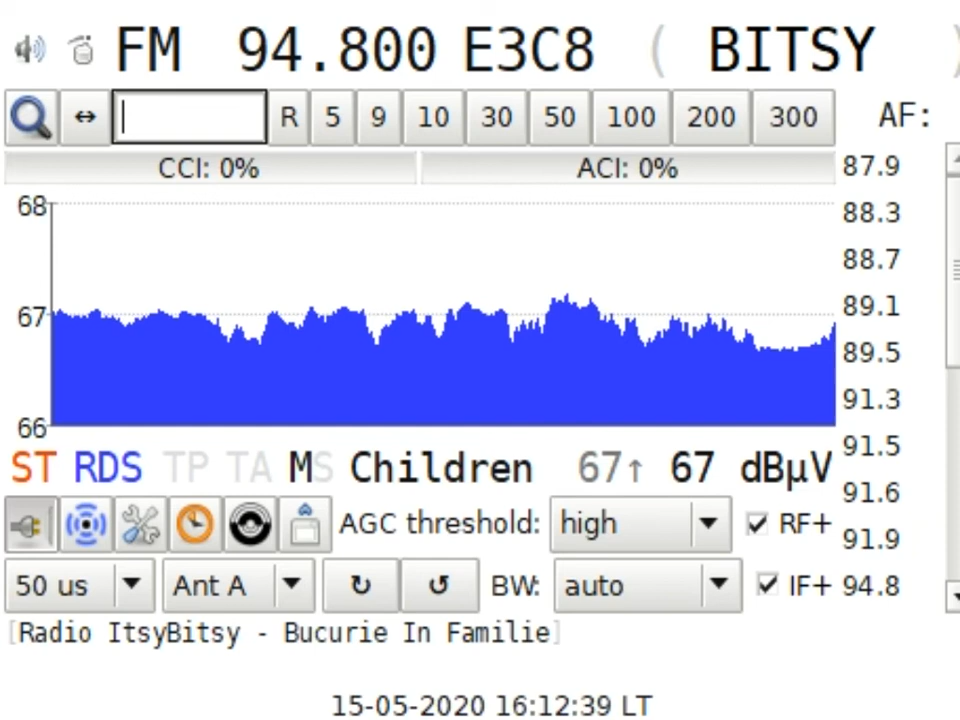 FM 94.800 E3C8 ( BITSY )
R 5 9 10 30 50 100 200 300 AF:
CCI: 0% ACI: 0%
87.9
88.3
88.7
89.1
89.5
91.3
91.5
91.6
91.9
94.8
68
67
66
ST RDS TP TA MS Children 67↑ 67 dBµV
AGC threshold: high RF+
50 us Ant A ↻ ↺ BW: auto IF+
[Radio ItsyBitsy - Bucurie In Familie]
15-05-2020 16:12:39 LT